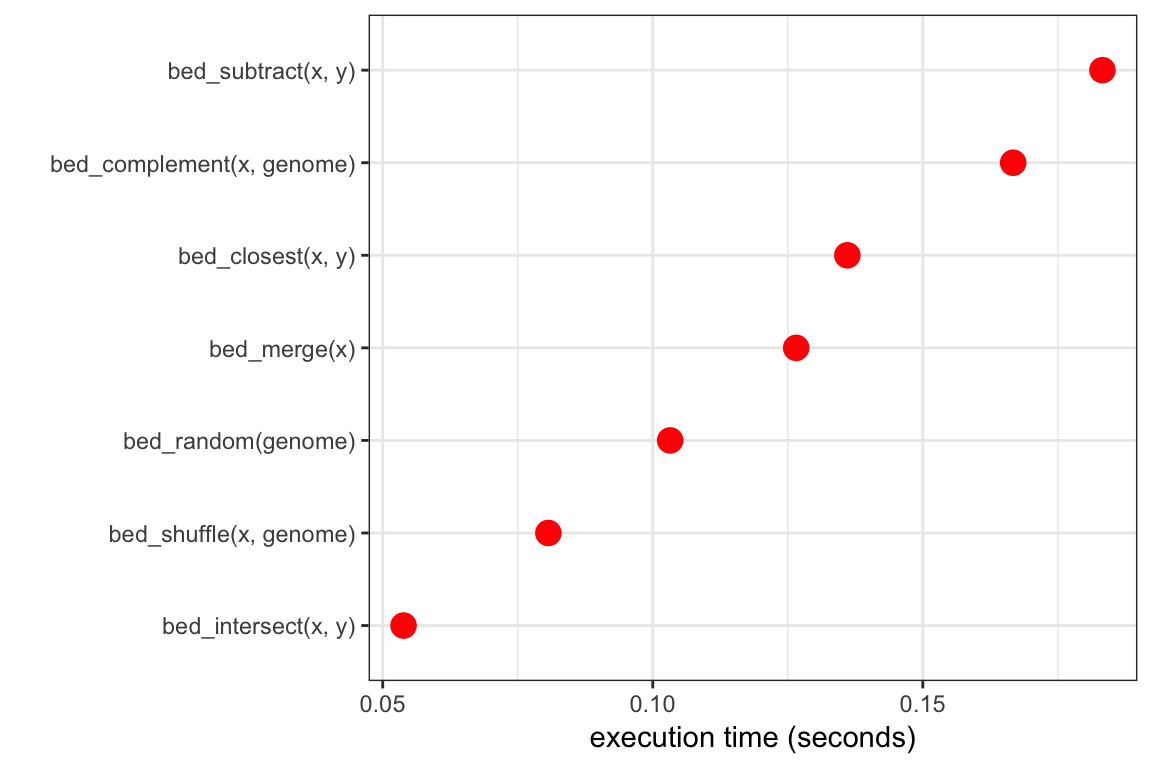 bed_subtract(x, y)
bed_complement(x, genome)
bed_closest(x, y)
bed_merge(x)
bed_random(genome)
bed_shuffle(x, genome)
bed_intersect(x, y)
0.05 0.10 0.15
execution time (seconds)